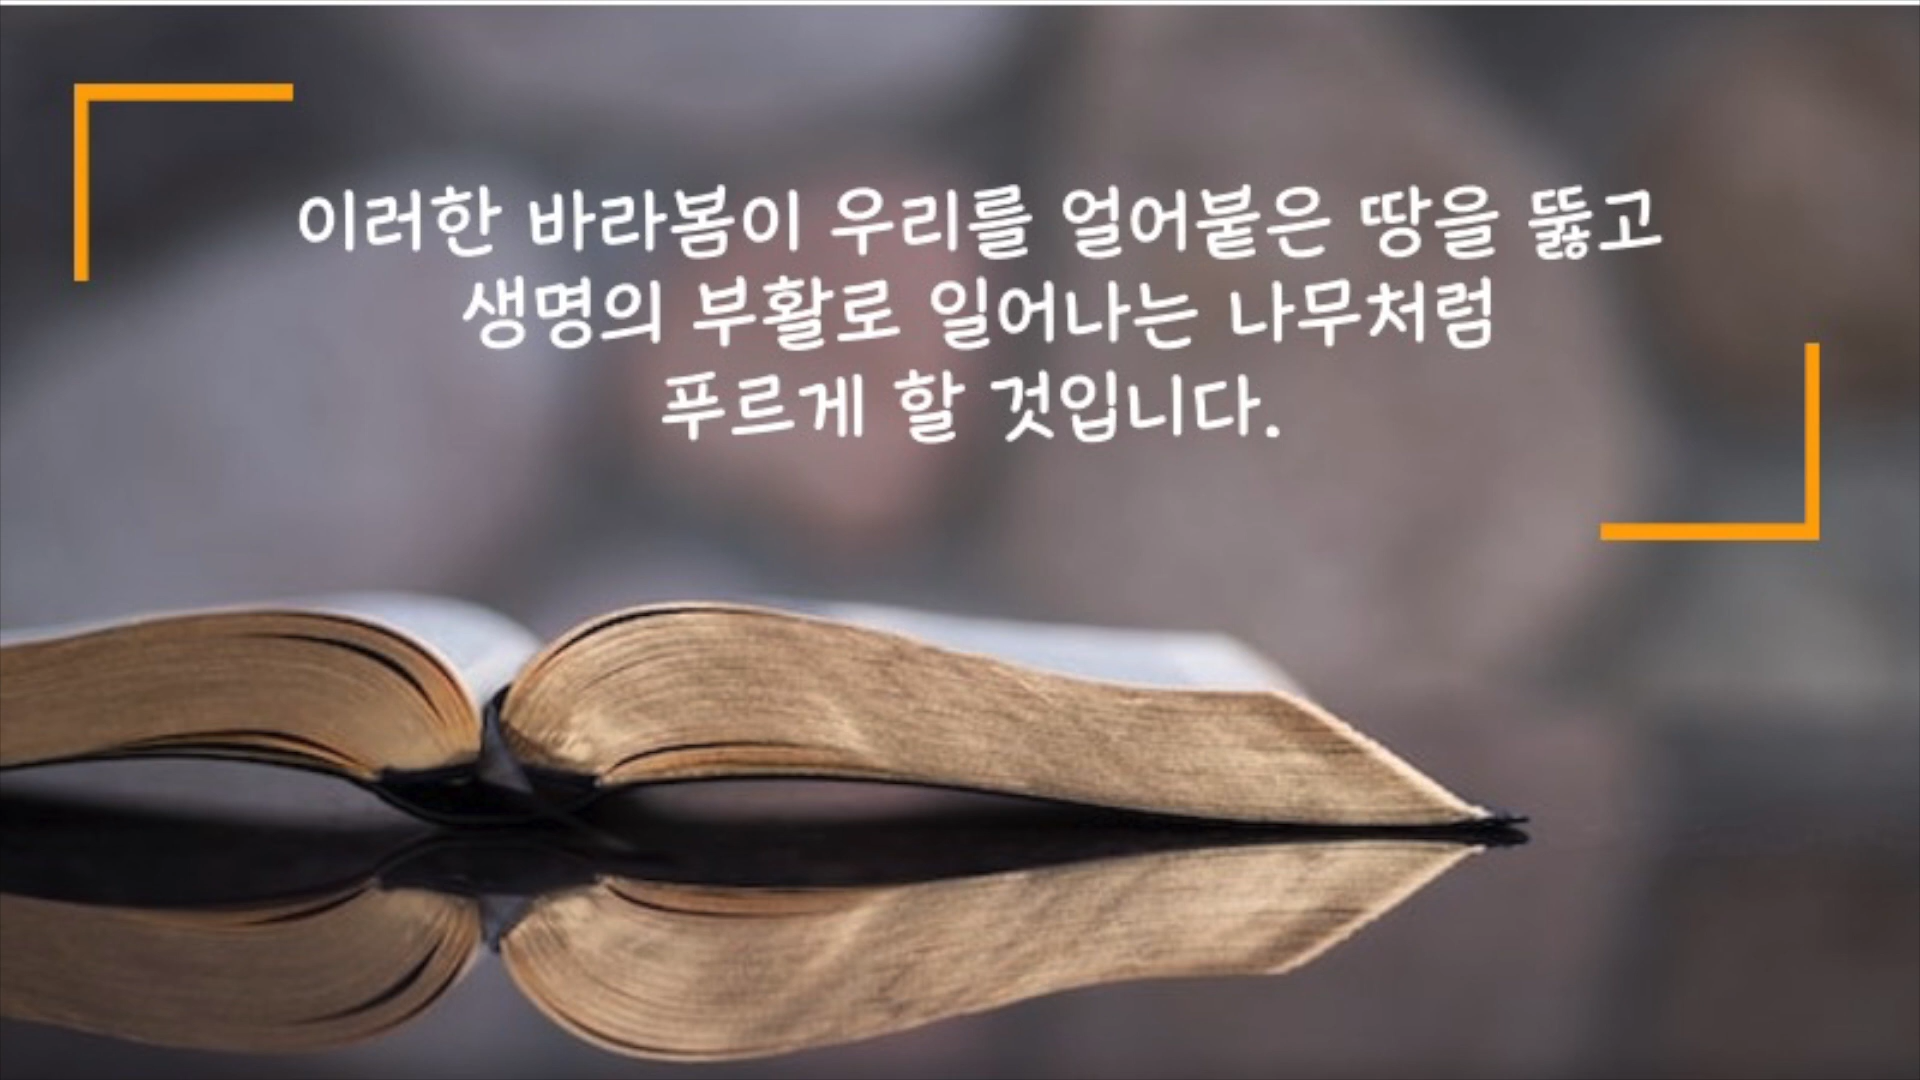 이러한 바라봄이 우리를 얼어붙은 땅을 뚫고
생명의 부활로 일어나는 나무처럼
푸르게 할 것입니다.